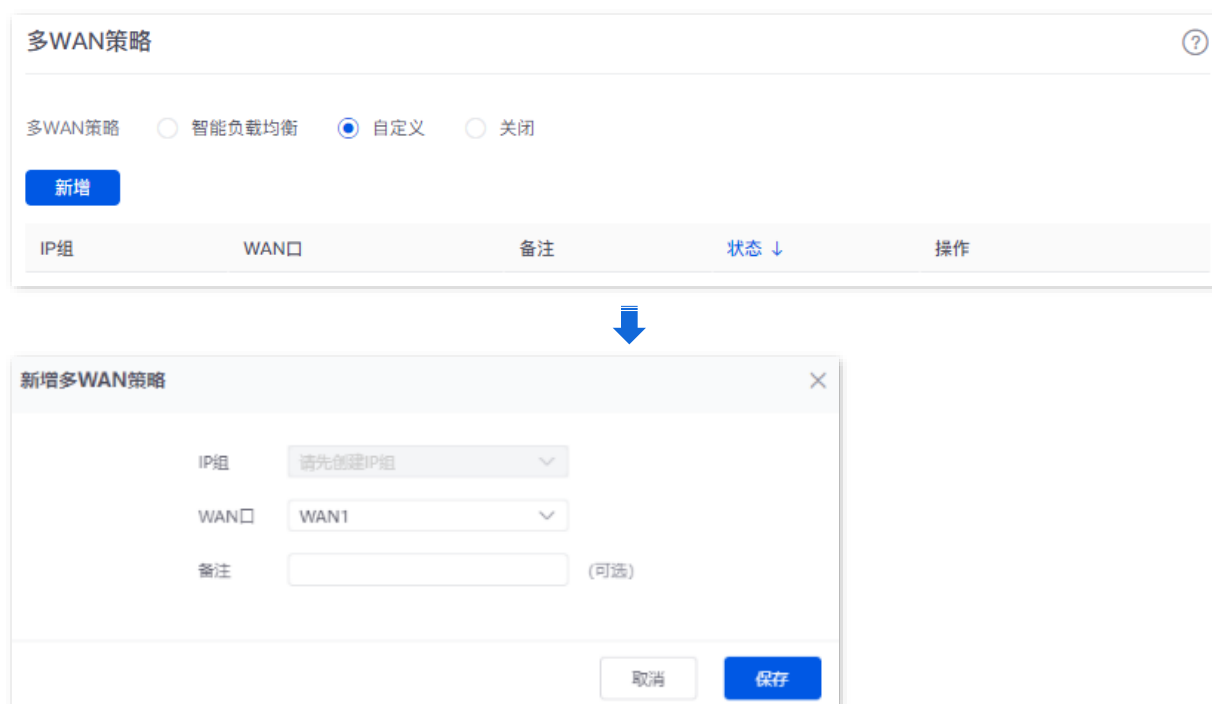 多WAN策略
多WAN策略 智能负载均衡 自定义 关闭
新增
IP组 WAN口 备注 状态 操作
新增多WAN策略
IP组 请先创建IP组
WAN口 WAN1
备注 (可选)
取消 保存